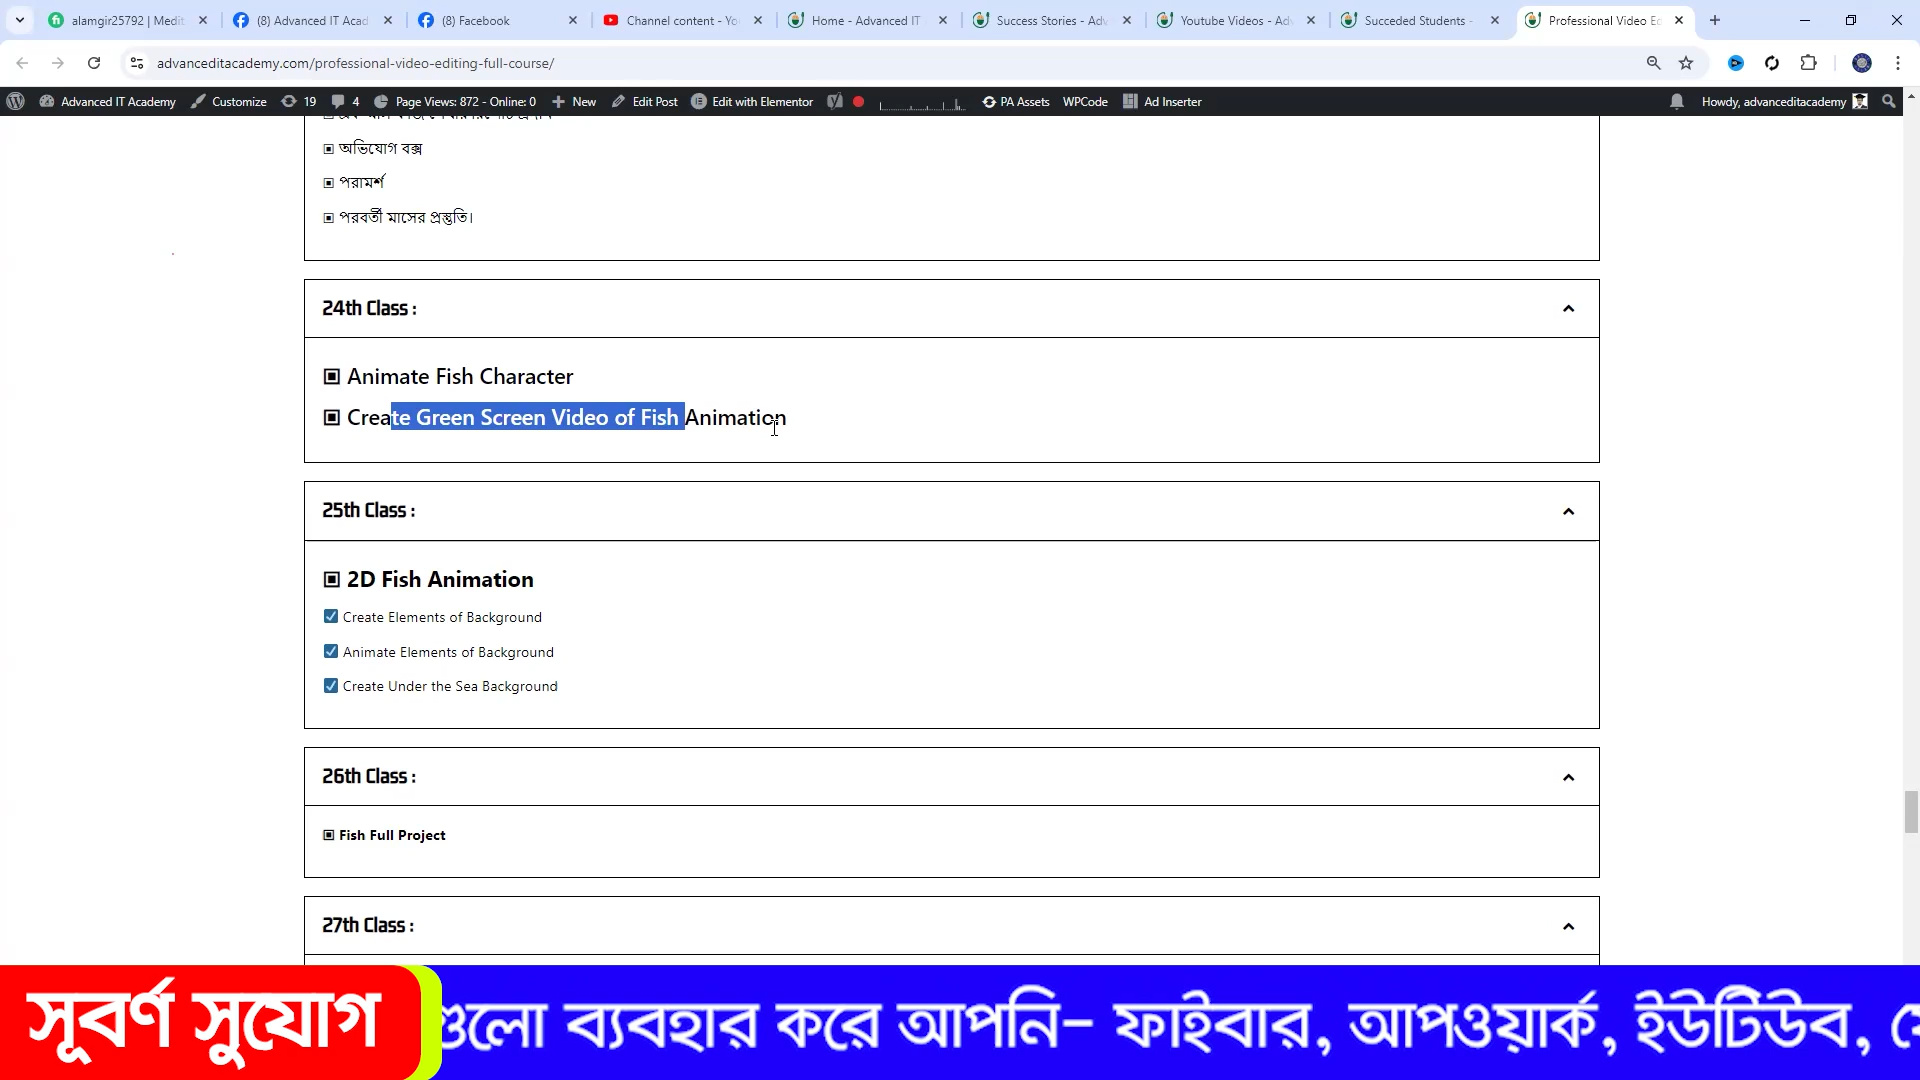 alamgir25792 | Medit
(8) Advanced IT Acad
(8) Facebook
Channel content - Yo
Home - Advanced IT
Success Stories - Adv
Youtube Videos - Ad
Succeded Students -
Professional Video Ed
advanceditacademy.com/professional-video-editing-full-course/
Advanced IT Academy
Customize
19
4
Page Views: 872 - Online: 0
New
Edit Post
Edit with Elementor
PA Assets
WPCode
Ad Inserter
Howdy, advanceditacademy
▣ অভিযোগ বক্স
▣ পরামর্শ
▣ পরবর্তী মাসের প্রস্তুতি।
24th Class :
▣ Animate Fish Character
▣ Create Green Screen Video of Fish Animation
25th Class :
▣ 2D Fish Animation
Create Elements of Background
Animate Elements of Background
Create Under the Sea Background
26th Class :
▣ Fish Full Project
27th Class :
সূবর্ণ সুযোগ
গুলো ব্যবহার করে আপনি- ফাইবার, আপওয়ার্ক, ইউটিউব,